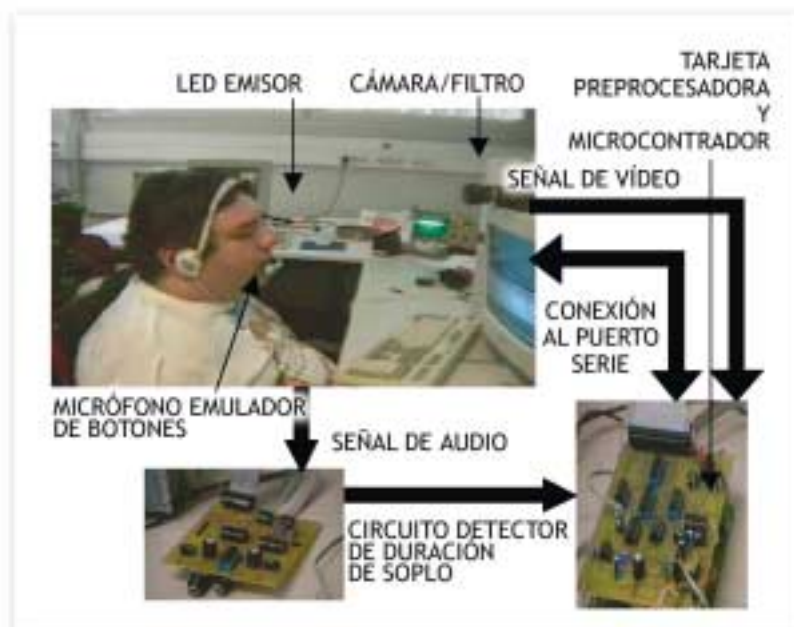 LED EMISOR
CÁMARA/FILTRO
TARJETA
PREPROCESADORA
Y
MICROCONTRADOR
SEÑAL DE VÍDEO
CONEXIÓN
AL PUERTO
SERIE
MICRÓFONO EMULADOR
DE BOTONES
SEÑAL DE AUDIO
CIRCUITO DETECTOR
DE DURACIÓN
DE SOPLO